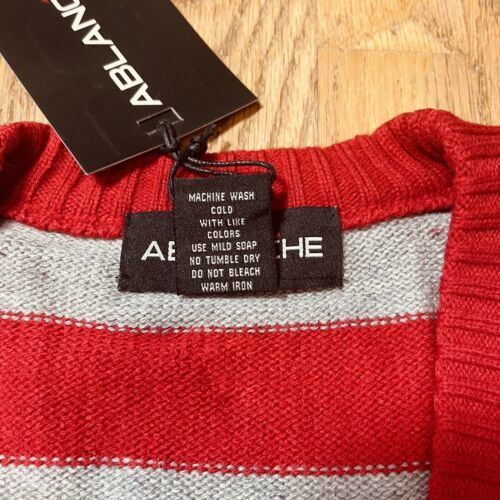 ABLANC
MACHINE WASH
COLD
WITH LIKE
COLORS
USE MILD SOAP
NO TUMBLE DRY
DO NOT BLEACH
WARM IRON
AB CHE